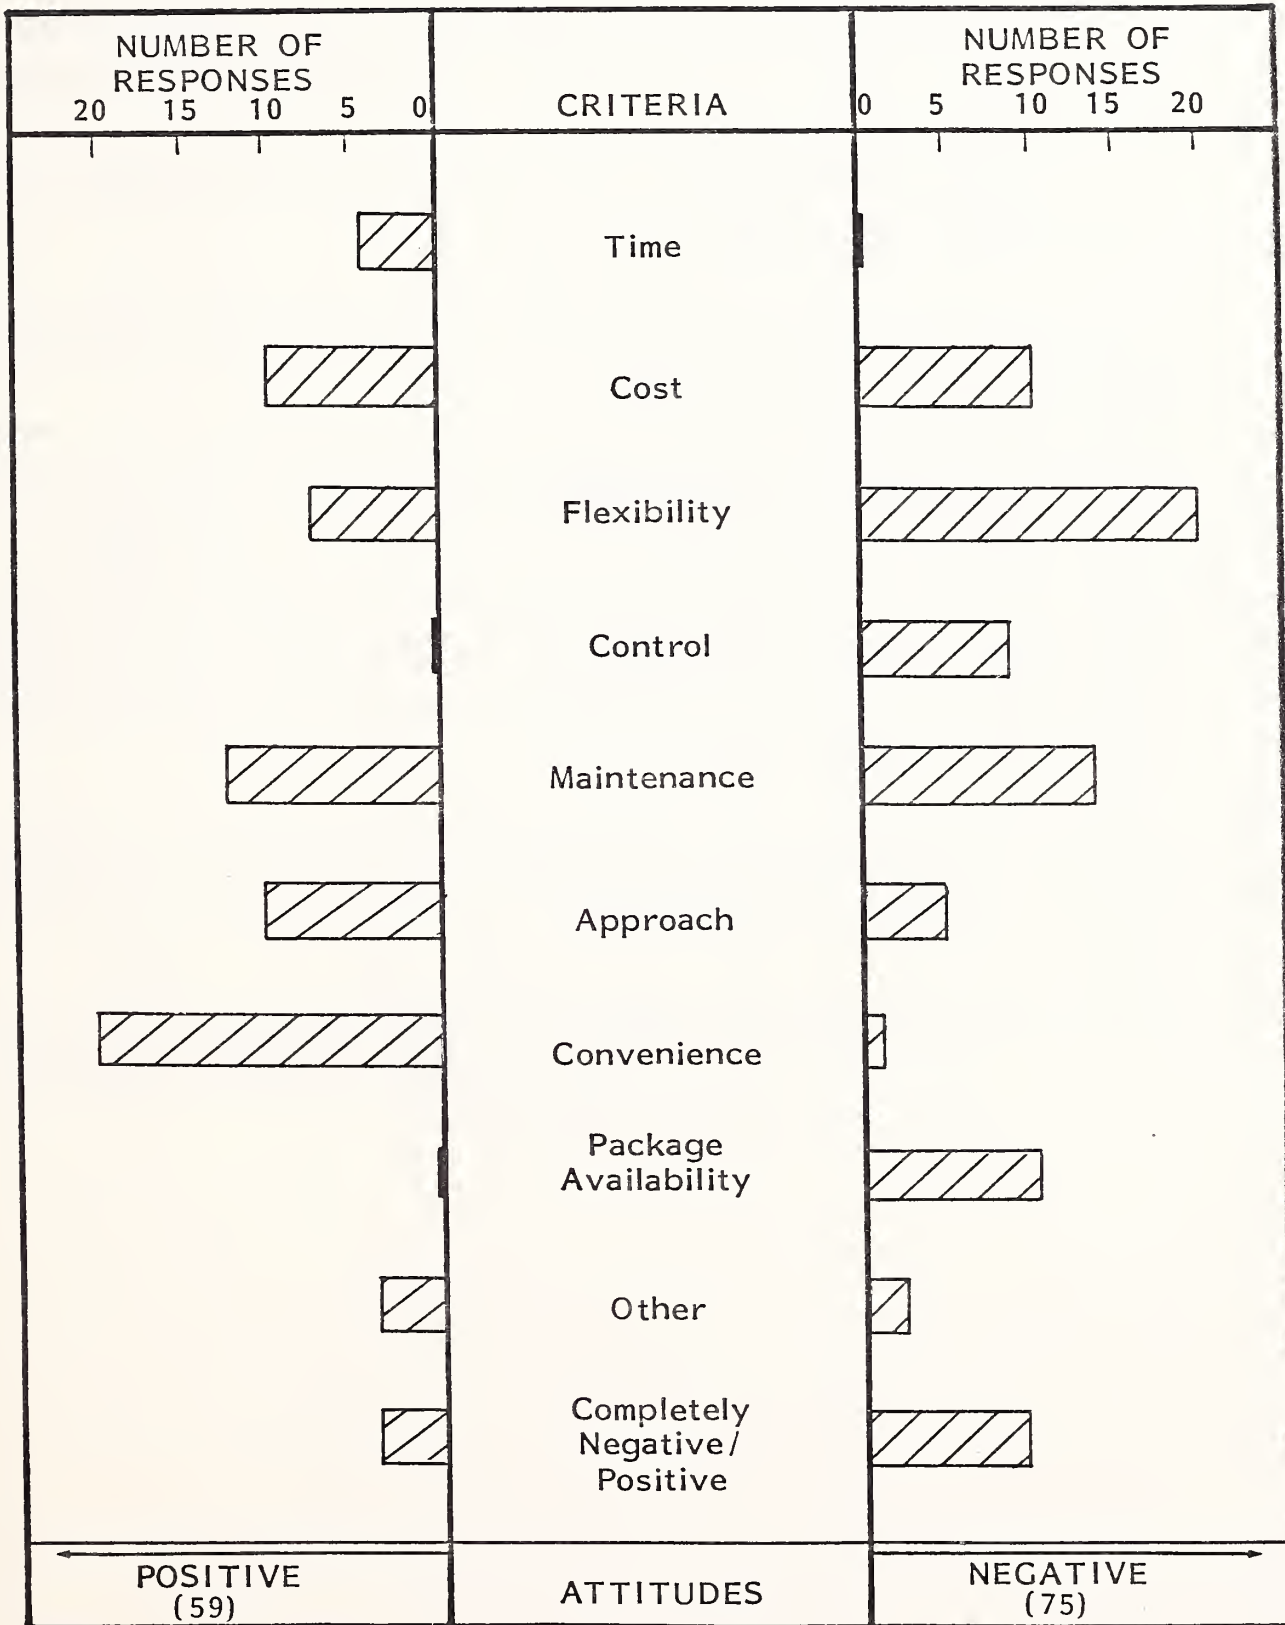 NUMBER OF
RESPONSES
20 15 10 5 0
CRITERIA
NUMBER OF
RESPONSES
0 5 10 15 20
Time
Cost
Flexibility
Control
Maintenance
Approach
Convenience
Package
Availability
Other
Completely
Negative/
Positive
POSITIVE
(59)
ATTITUDES
NEGATIVE
(75)